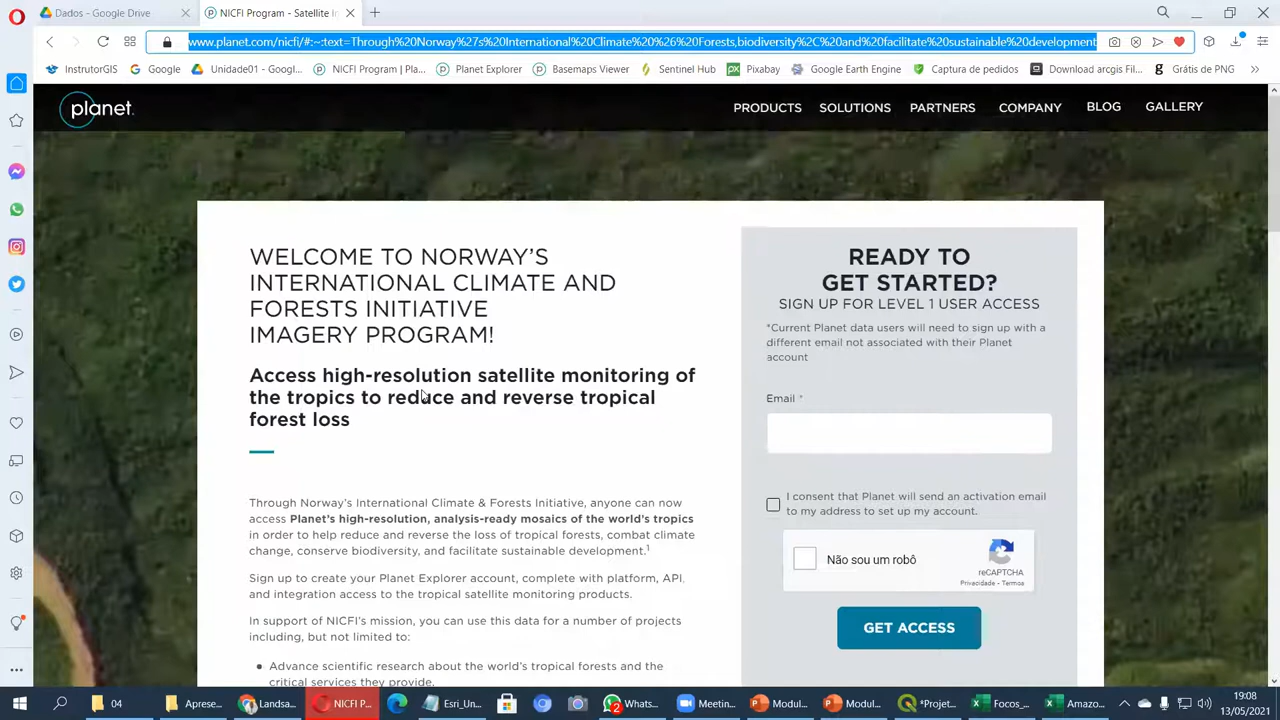 Dados - Google Drive
NICFI Program - Satellite I
www.planet.com/nicfi/#:~:text=Through%20Norway%27s%20International%20Climate%20%26%20Forests,biodiversity%2C%20and%20facilitate%20sustainable%20development
InstrutorGIS
Google
Unidade01 - Googl...
NICFI Program | Pla...
Planet Explorer
Basemaps Viewer
Sentinel Hub
Pixabay
Google Earth Engine
Captura de pedidos
Download arcgis Fil...
Grátis de PNG
planet.
PRODUCTS
SOLUTIONS
PARTNERS
COMPANY
BLOG
GALLERY
WELCOME TO NORWAY'S
INTERNATIONAL CLIMATE AND
FORESTS INITIATIVE
IMAGERY PROGRAM!
Access high-resolution satellite monitoring of
the tropics to reduce and reverse tropical
forest loss
Through Norway's International Climate & Forests Initiative, anyone can now
access Planet's high-resolution, analysis-ready mosaics of the world's tropics
in order to help reduce and reverse the loss of tropical forests, combat climate
change, conserve biodiversity, and facilitate sustainable development.¹
Sign up to create your Planet Explorer account, complete with platform, API,
and integration access to the tropical satellite monitoring products.
In support of NICFI's mission, you can use this data for a number of projects
including, but not limited to:
Advance scientific research about the world's tropical forests and the
critical services they provide.
READY TO
GET STARTED?
SIGN UP FOR LEVEL 1 USER ACCESS
*Current Planet data users will need to sign up with a
different email not associated with their Planet
account
Email *
I consent that Planet will send an activation email
to my address to set up my account.
Não sou um robô
reCAPTCHA
Privacidade - Termos
GET ACCESS
04
Aprese...
Landsa...
NICFI P...
Esri_Un...
2
Whats...
Meetin...
Modul...
Modul...
*Projet...
Focos_...
Amazo...
19:08
13/05/2021